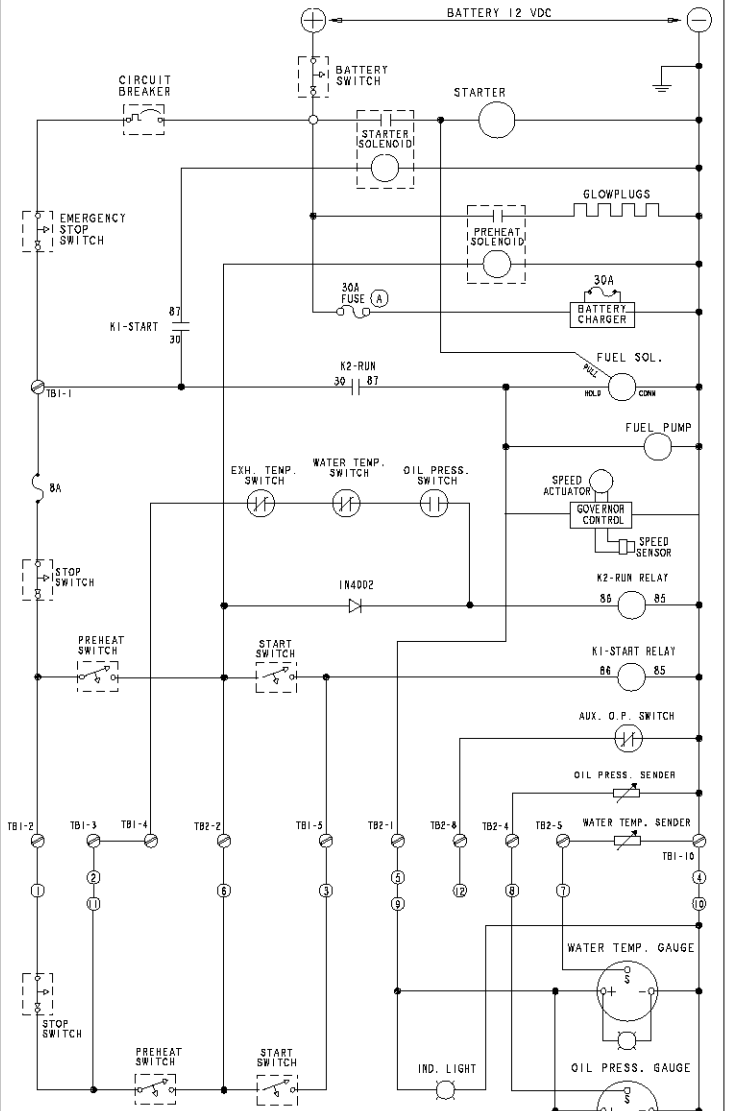 BATTERY 12 VDC
+
−
BATTERY
SWITCH
CIRCUIT
BREAKER
STARTER
STARTER
SOLENOID
GLOWPLUGS
EMERGENCY
STOP
SWITCH
PREHEAT
SOLENOID
30A
FUSE
A
30A
BATTERY
CHARGER
87
K1-START
30
FUEL SOL.
K2-RUN
30
87
PULL
HOLD
COMM
TB1-1
FUEL PUMP
EXH. TEMP.
SWITCH
WATER TEMP.
SWITCH
OIL PRESS.
SWITCH
8A
SPEED
ACTUATOR
GOVERNOR
CONTROL
SPEED
SENSOR
STOP
SWITCH
1N4002
K2-RUN RELAY
86
85
PREHEAT
SWITCH
START
SWITCH
K1-START RELAY
86
85
AUX. O.P. SWITCH
OIL PRESS. SENDER
TB1-2
TB1-3
TB1-4
TB2-2
TB1-5
TB2-1
TB2-8
TB2-4
TB2-5
WATER TEMP. SENDER
TB1-10
2
5
4
1
6
3
12
8
7
11
9
10
WATER TEMP. GAUGE
S
+
−
STOP
SWITCH
PREHEAT
SWITCH
START
SWITCH
IND. LIGHT
OIL PRESS. GAUGE
S
+
−